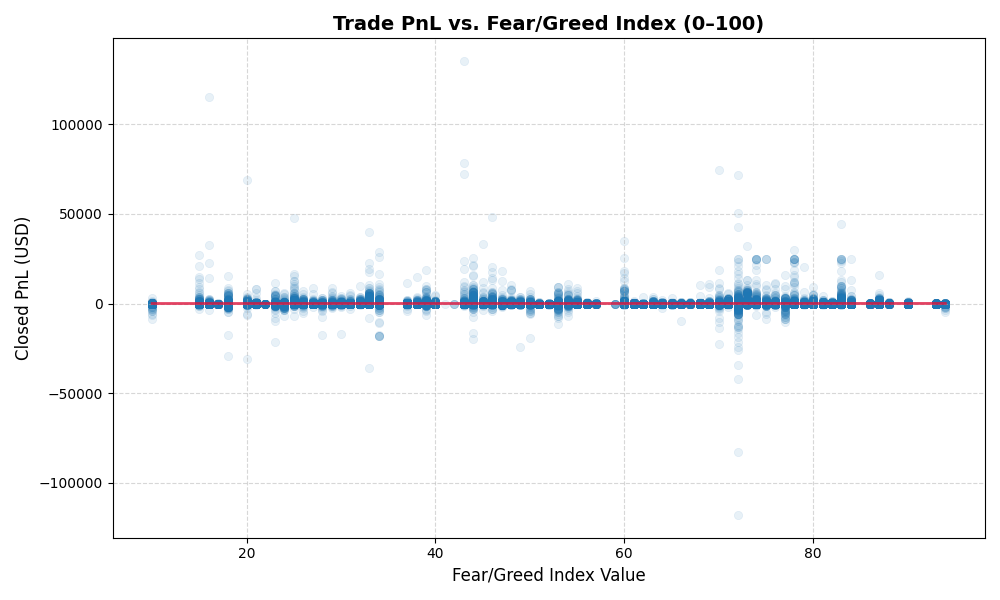 Trade PnL vs. Fear/Greed Index (0–100)
Closed PnL (USD)
100000
50000
0
−50000
−100000
20 40 60 80
Fear/Greed Index Value